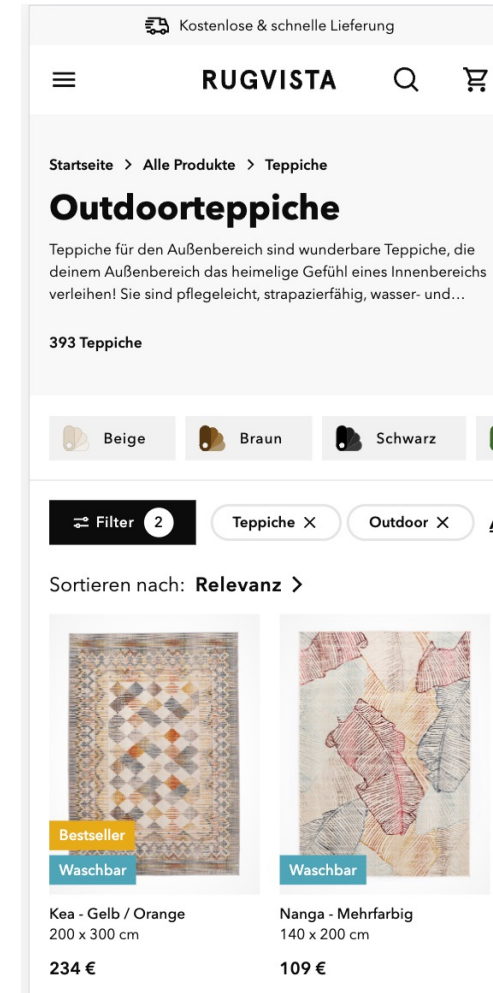 Kostenlose & schnelle Lieferung
RUGVISTA
Startseite > Alle Produkte > Teppiche
Outdoorteppiche
Teppiche für den Außenbereich sind wunderbare Teppiche, die
deinem Außenbereich das heimelige Gefühl eines Innenbereichs
verleihen! Sie sind pflegeleicht, strapazierfähig, wasser- und…
393 Teppiche
Beige Braun Schwarz
Filter 2 Teppiche X Outdoor X
Sortieren nach: Relevanz >
Bestseller
Waschbar Waschbar
Kea - Gelb / Orange Nanga - Mehrfarbig
200 x 300 cm 140 x 200 cm
234 € 109 €